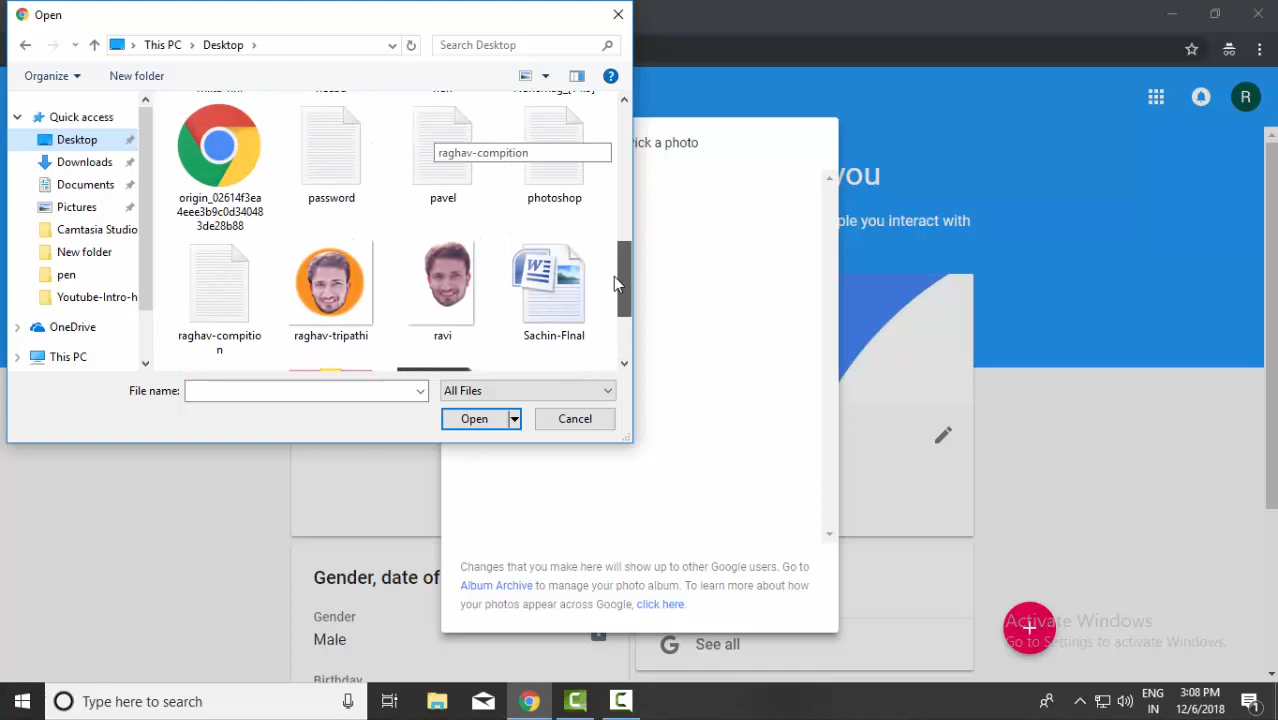 Open
This PC
Desktop
Search Desktop
Organize
New folder
?
R
Quick access
Desktop
Downloads
Documents
Pictures
Camtasia Studio
New folder
pen
Youtube-Intro-h
OneDrive
This PC
raghav-compition
origin_02614f3ea
4eee3b9c0d34048
3de28b88
password
pavel
photoshop
raghav-compitio
n
raghav-tripathi
ravi
Sachin-FInal
File name:
All Files
Open
Cancel
ick a photo
you
ple you interact with
Changes that you make here will show up to other Google users. Go to
Album Archive to manage your photo album. To learn more about how
your photos appear across Google, click here.
Gender, date of
Gender
Male
Birthday
G See all
Activate Windows
Go to Settings to activate Windows.
Type here to search
ENG
IN
3:08 PM
12/6/2018
1